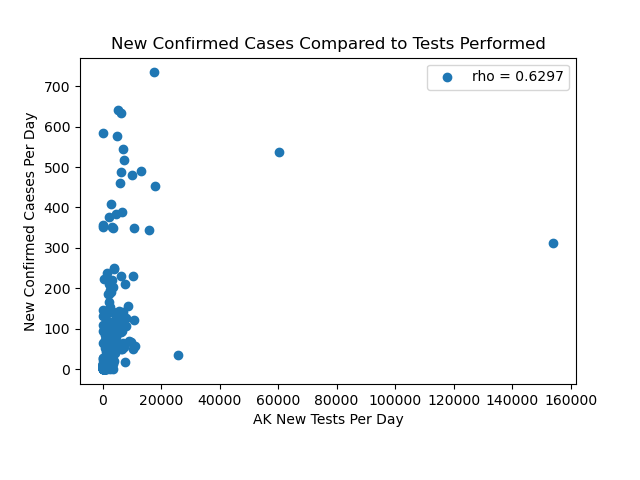 New Confirmed Cases Compared to Tests Performed
rho = 0.6297
New Confirmed Caeses Per Day
700
600
500
400
300
200
100
0
0 20000 40000 60000 80000 100000 120000 140000 160000
AK New Tests Per Day